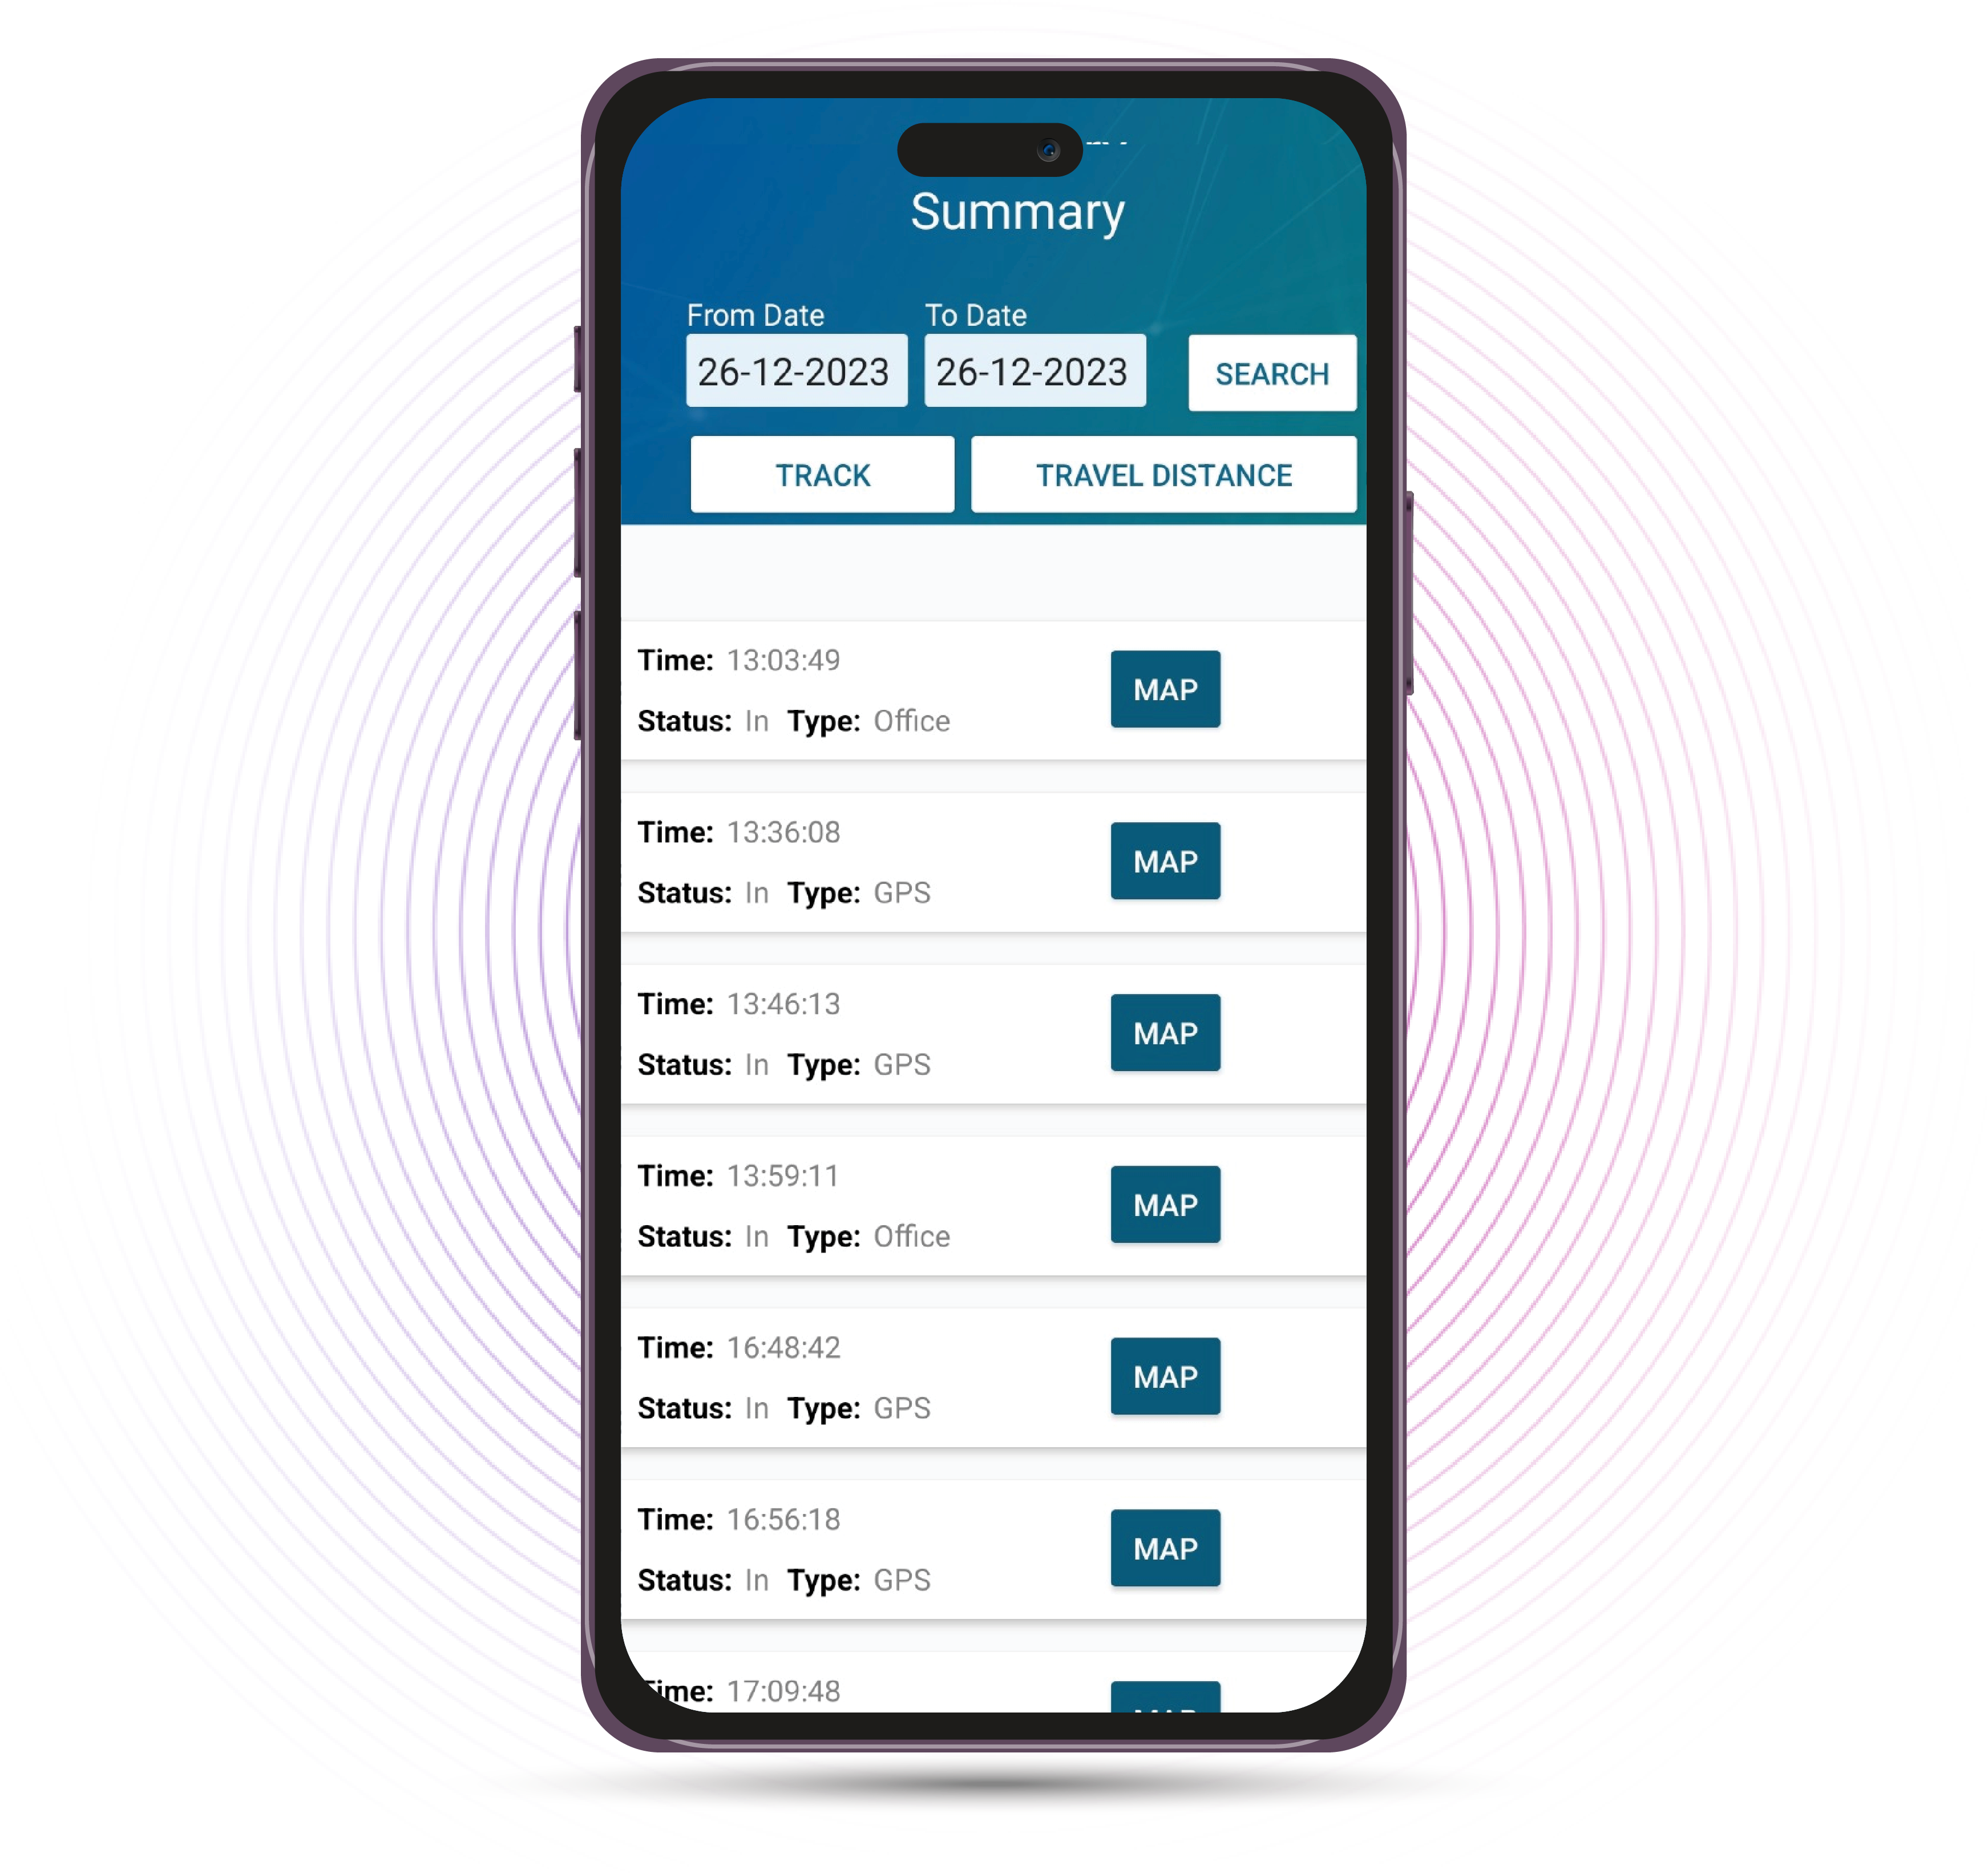 Summary
From Date To Date
26-12-2023 26-12-2023 SEARCH
TRACK TRAVEL DISTANCE
Time: 13:03:49
MAP
Status: In Type: Office
Time: 13:36:08
MAP
Status: In Type: GPS
Time: 13:46:13
MAP
Status: In Type: GPS
Time: 13:59:11
MAP
Status: In Type: Office
Time: 16:48:42
MAP
Status: In Type: GPS
Time: 16:56:18
MAP
Status: In Type: GPS
Time: 17:09:48
MAP